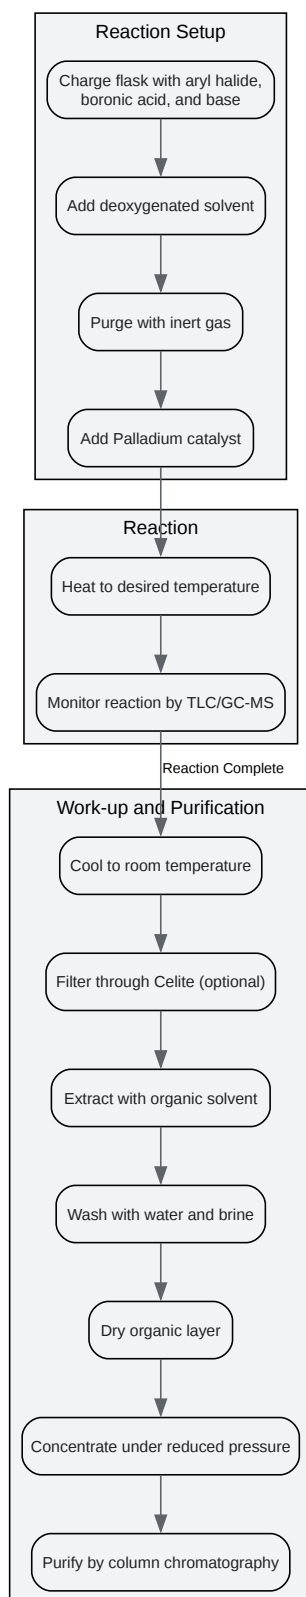 Reaction Setup
Charge flask with aryl halide,
boronic acid, and base
Add deoxygenated solvent
Purge with inert gas
Add Palladium catalyst
Reaction
Heat to desired temperature
Monitor reaction by TLC/GC-MS
Reaction Complete
Work-up and Purification
Cool to room temperature
Filter through Celite (optional)
Extract with organic solvent
Wash with water and brine
Dry organic layer
Concentrate under reduced pressure
Purify by column chromatography